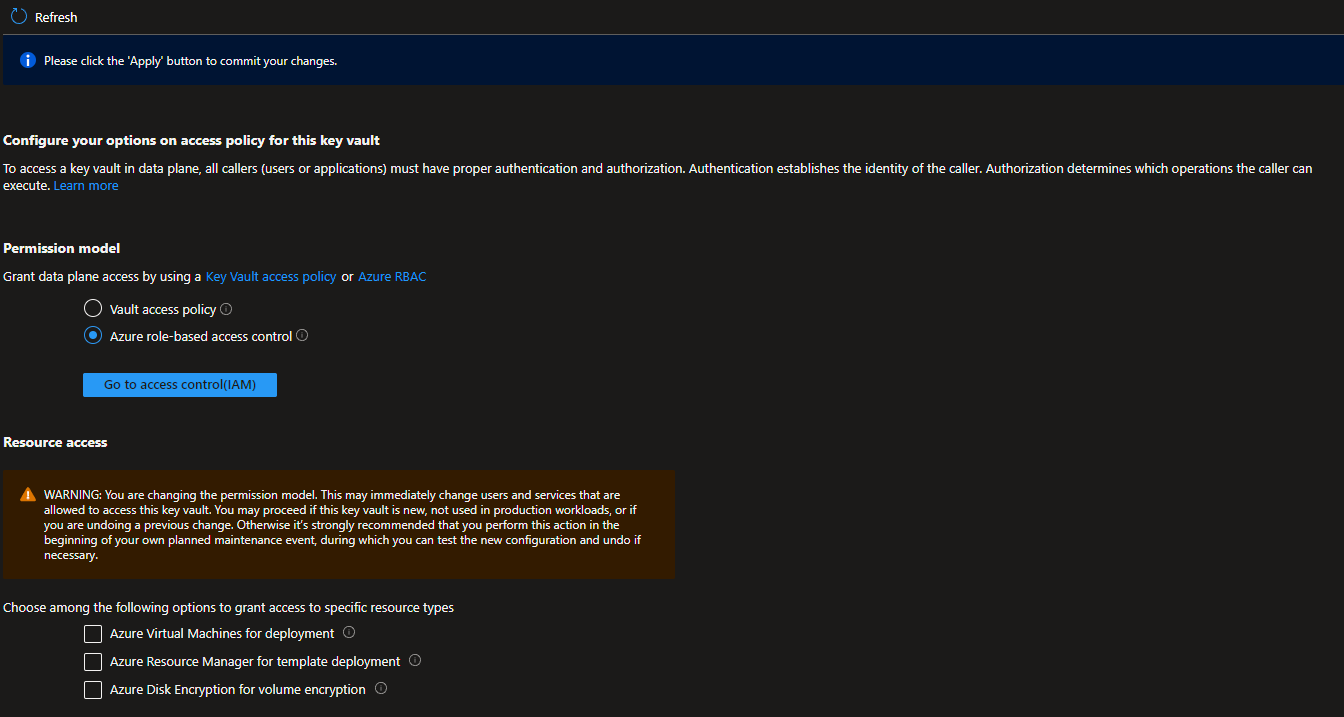 Refresh
Please click the 'Apply' button to commit your changes.
Configure your options on access policy for this key vault
To access a key vault in data plane, all callers (users or applications) must have proper authentication and authorization. Authentication establishes the identity of the caller. Authorization determines which operations the caller can
execute. Learn more
Permission model
Grant data plane access by using a Key Vault access policy or Azure RBAC
Vault access policy
Azure role-based access control
Go to access control(IAM)
Resource access
WARNING: You are changing the permission model. This may immediately change users and services that are
allowed to access this key vault. You may proceed if this key vault is new, not used in production workloads, or if
you are undoing a previous change. Otherwise it's strongly recommended that you perform this action in the
beginning of your own planned maintenance event, during which you can test the new configuration and undo if
necessary.
Choose among the following options to grant access to specific resource types
Azure Virtual Machines for deployment
Azure Resource Manager for template deployment
Azure Disk Encryption for volume encryption